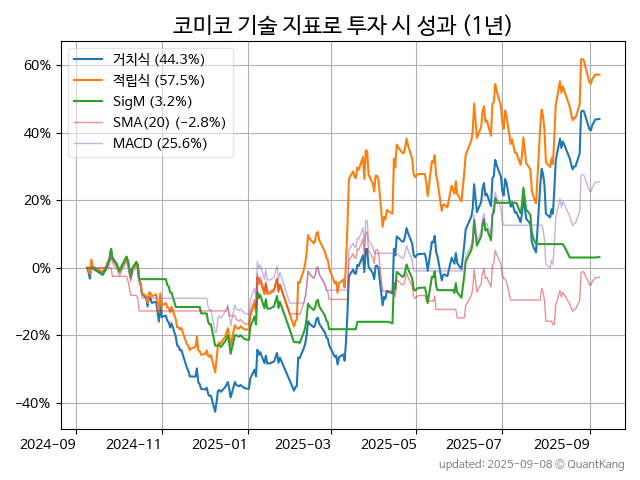 코미코 기술 지표로 투자 시 성과 (1년)
거치식 (44.3%)
적립식 (57.5%)
SigM (3.2%)
SMA(20) (−2.8%)
MACD (25.6%)
60%
40%
20%
0%
−20%
−40%
2024-09 2024-11 2025-01 2025-03 2025-05 2025-07 2025-09
updated: 2025-09-08 © QuantKang